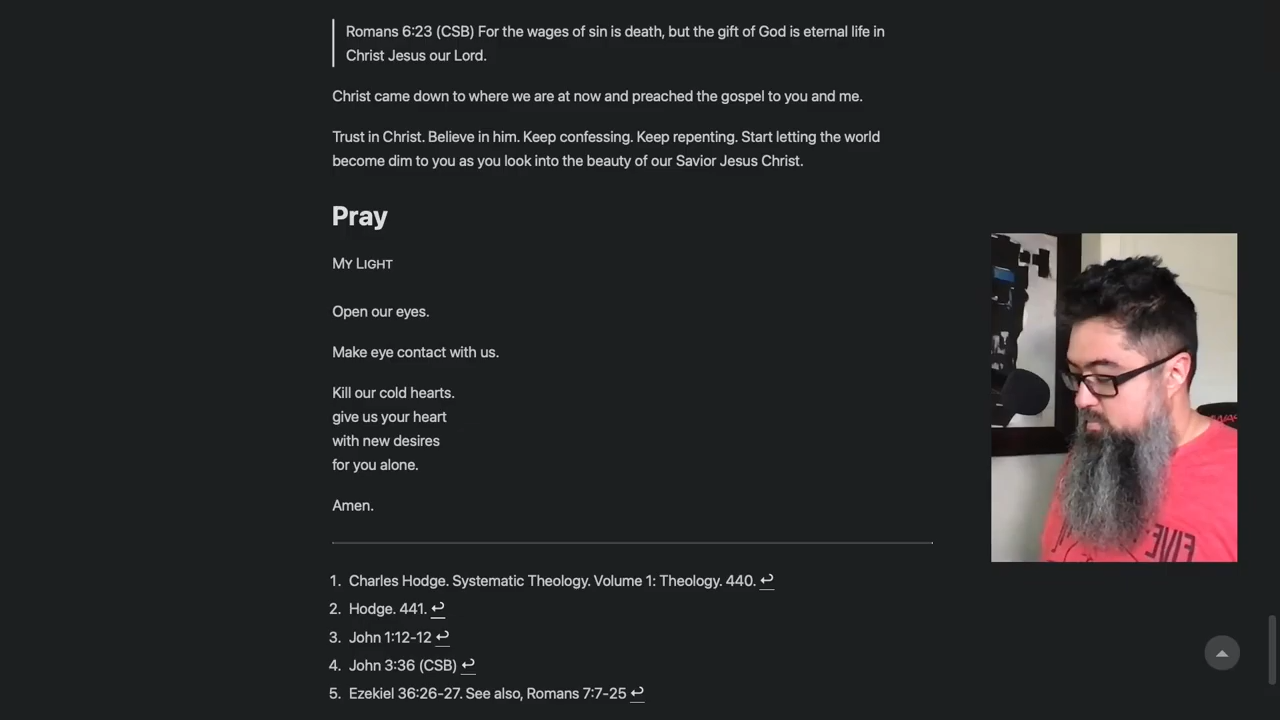 Romans 6:23 (CSB) For the wages of sin is death, but the gift of God is eternal life in
Christ Jesus our Lord.
Christ came down to where we are at now and preached the gospel to you and me.
Trust in Christ. Believe in him. Keep confessing. Keep repenting. Start letting the world
become dim to you as you look into the beauty of our Savior Jesus Christ.
Pray
My Light
Open our eyes.
Make eye contact with us.
Kill our cold hearts.
give us your heart
with new desires
for you alone.
Amen.
1. Charles Hodge. Systematic Theology. Volume 1: Theology. 440. ↩
2. Hodge. 441. ↩
3. John 1:12-12 ↩
4. John 3:36 (CSB) ↩
5. Ezekiel 36:26-27. See also, Romans 7:7-25 ↩
FIVE